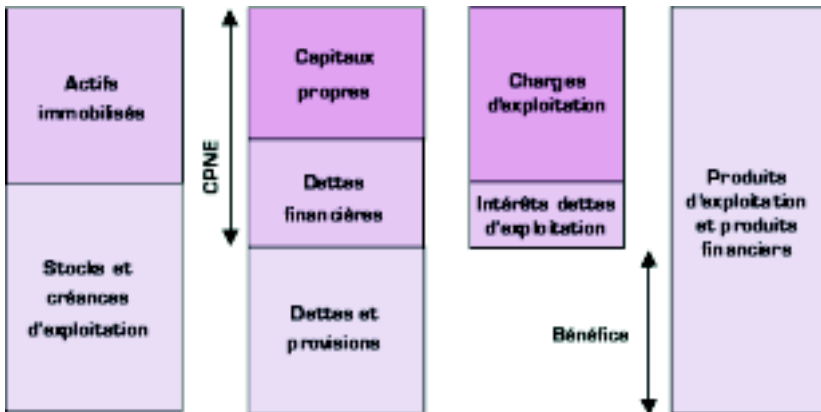 Actifs
immobilisés
Stocks et
créances
d'exploitation
CPNE
Capitaux
propres
Dettes
financières
Dettes et
provisions
Charges
d'exploitation
Intérêts dettes
d'exploitation
Bénéfice
Produits
d'exploitation
et produits
financiers